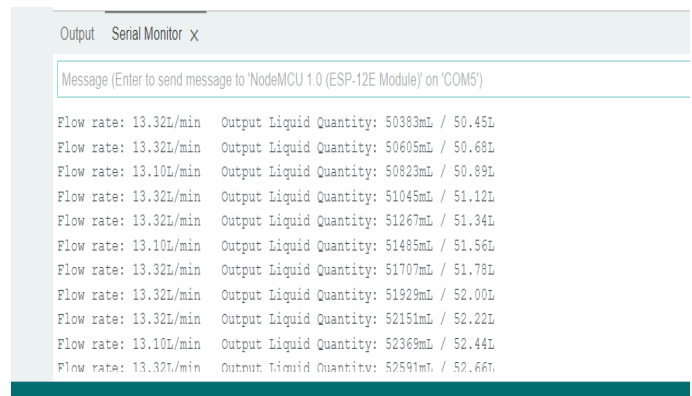 Output Serial Monitor ×
Message (Enter to send message to 'NodeMCU 1.0 (ESP-12E Module)' on 'COM5')
Flow rate: 13.32L/min Output Liquid Quantity: 50383mL / 50.45L
Flow rate: 13.32L/min Output Liquid Quantity: 50605mL / 50.68L
Flow rate: 13.10L/min Output Liquid Quantity: 50823mL / 50.89L
Flow rate: 13.32L/min Output Liquid Quantity: 51045mL / 51.12L
Flow rate: 13.32L/min Output Liquid Quantity: 51267mL / 51.34L
Flow rate: 13.10L/min Output Liquid Quantity: 51485mL / 51.56L
Flow rate: 13.32L/min Output Liquid Quantity: 51707mL / 51.78L
Flow rate: 13.32L/min Output Liquid Quantity: 51929mL / 52.00L
Flow rate: 13.32L/min Output Liquid Quantity: 52151mL / 52.22L
Flow rate: 13.10L/min Output Liquid Quantity: 52369mL / 52.44L
Flow rate: 13.32L/min Output Liquid Quantity: 52591mL / 52.66L